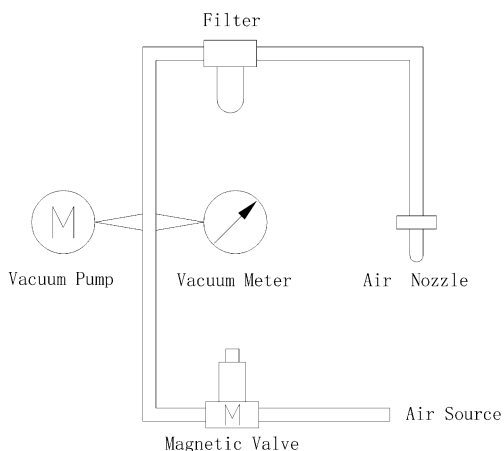 Filter
M
Vacuum Pump
Vacuum Meter
Air Nozzle
M
Air Source
Magnetic Valve